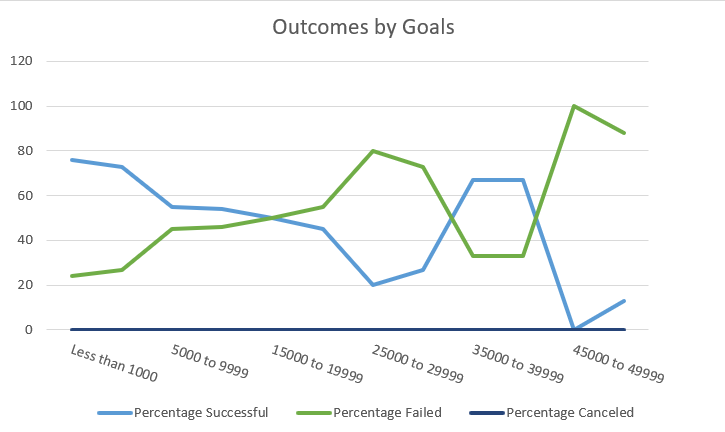 Outcomes by Goals
120
100
80
60
40
20
0
Less than 1000
5000 to 9999
15000 to 19999
25000 to 29999
35000 to 39999
45000 to 49999
Percentage Successful Percentage Failed Percentage Canceled